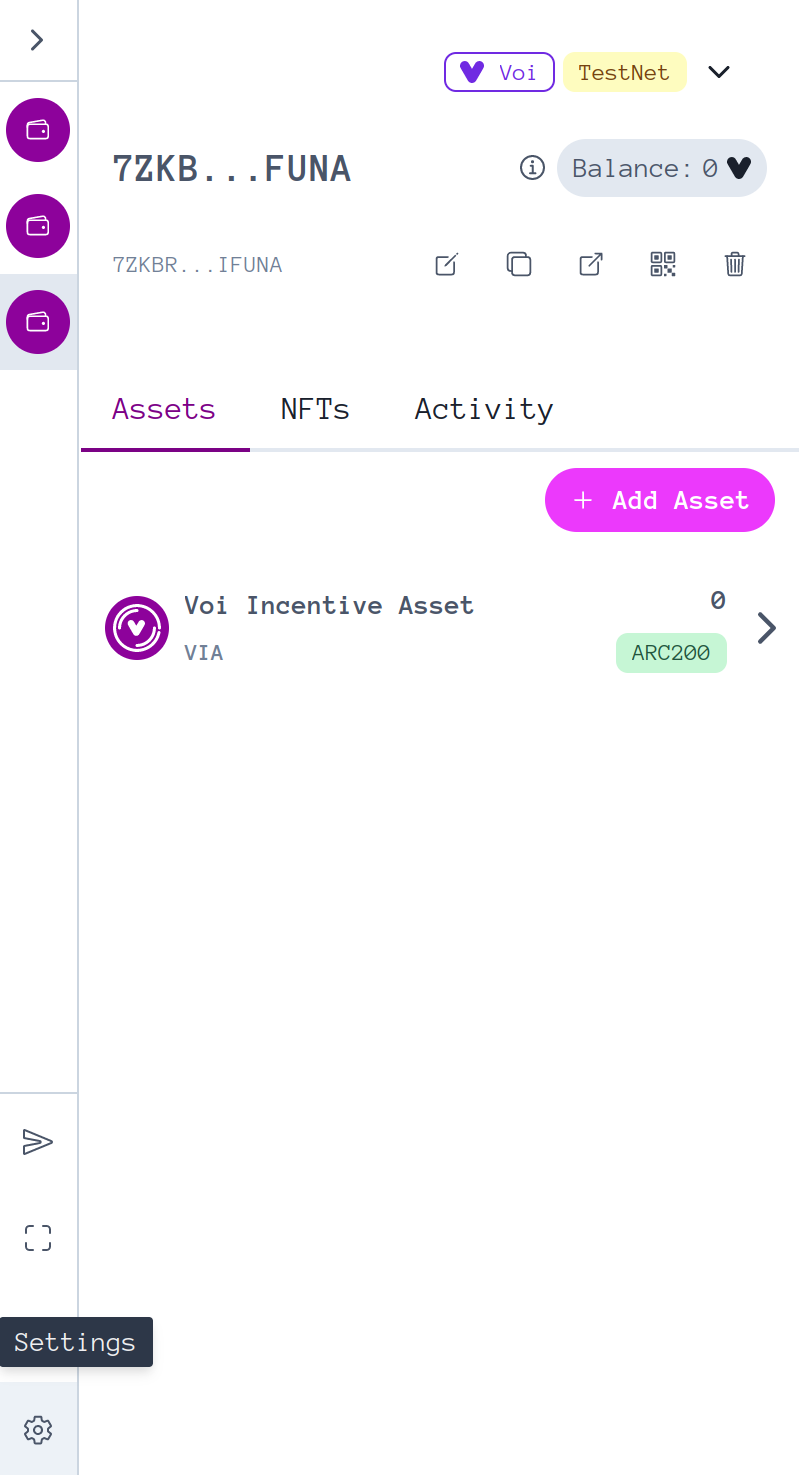 Voi TestNet
7ZKB...FUNA Balance: 0
7ZKBR...IFUNA
Assets NFTs Activity
+ Add Asset
Voi Incentive Asset 0
VIA ARC200
Settings